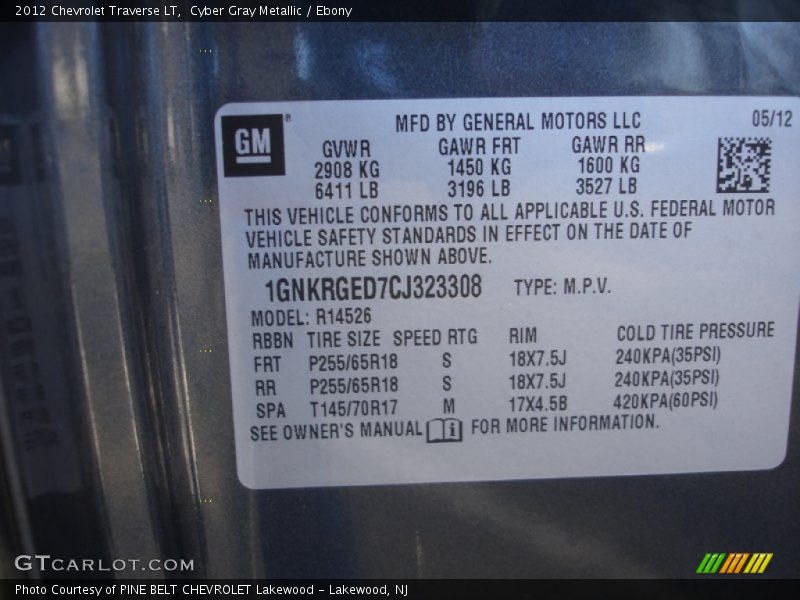 2012 Chevrolet Traverse LT, Cyber Gray Metallic / Ebony
GM®
MFD BY GENERAL MOTORS LLC 05/12
GVWR GAWR FRT GAWR RR
2908 KG 1450 KG 1600 KG
6411 LB 3196 LB 3527 LB
THIS VEHICLE CONFORMS TO ALL APPLICABLE U.S. FEDERAL MOTOR
VEHICLE SAFETY STANDARDS IN EFFECT ON THE DATE OF
MANUFACTURE SHOWN ABOVE.
1GNKRGED7CJ323308 TYPE: M.P.V.
MODEL: R14526
RBBN TIRE SIZE SPEED RTG RIM COLD TIRE PRESSURE
FRT P255/65R18 S 18X7.5J 240KPA(35PSI)
RR P255/65R18 S 18X7.5J 240KPA(35PSI)
SPA T145/70R17 M 17X4.5B 420KPA(60PSI)
SEE OWNER'S MANUAL i FOR MORE INFORMATION.
GTCARLOT.COM
Photo Courtesy of PINE BELT CHEVROLET Lakewood - Lakewood, NJ